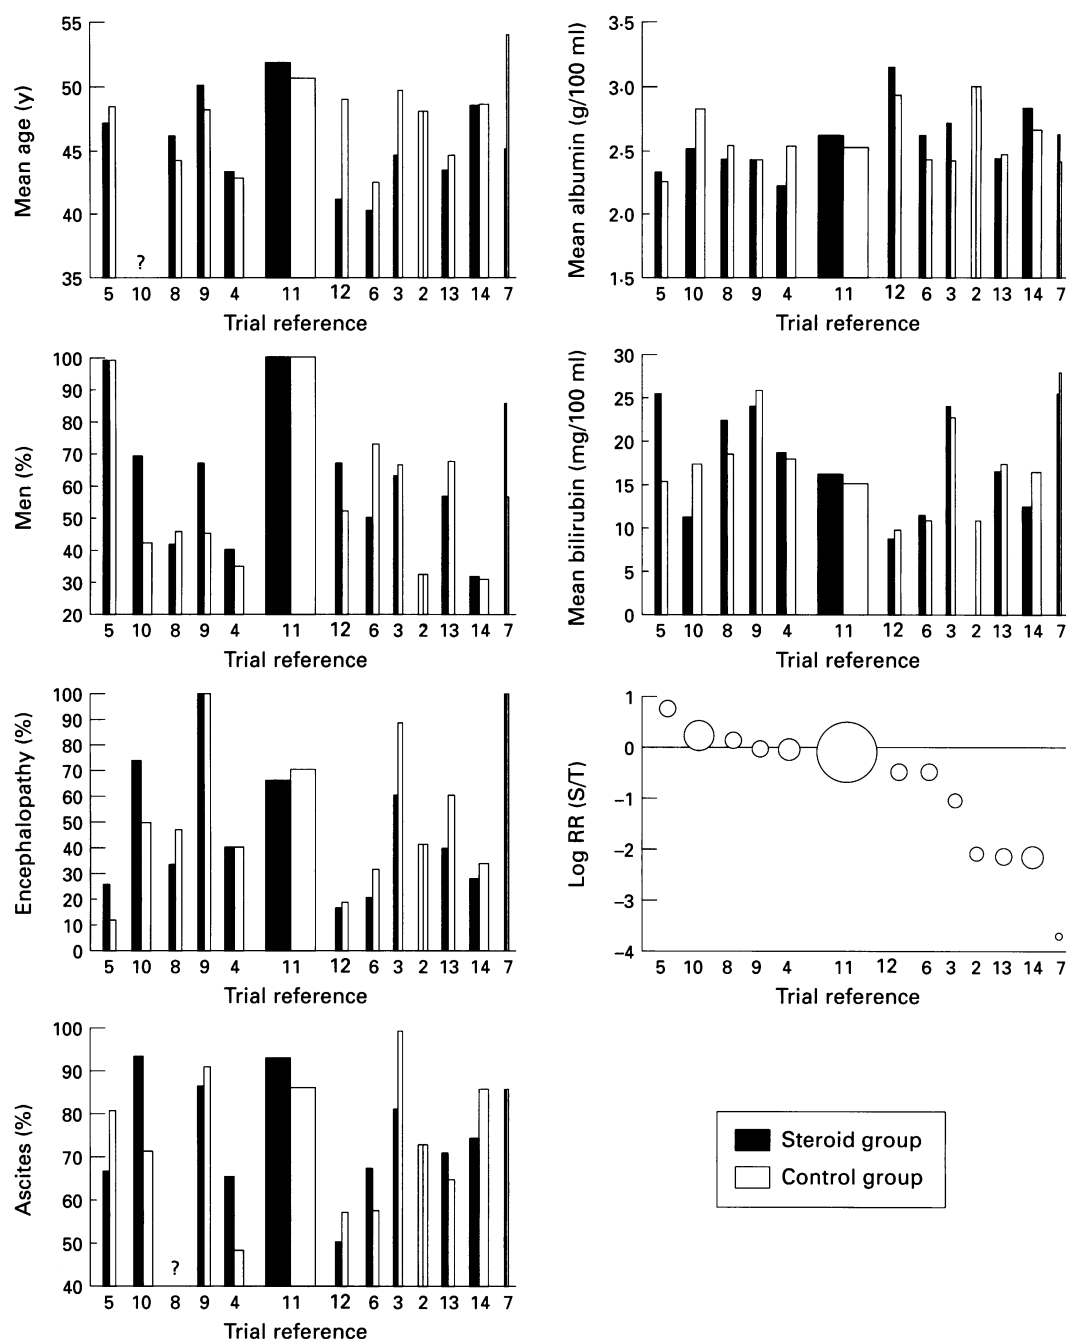 Mean age (y)
55
50
45
40
35
?
5 10 8 9 4 11 12 6 3 2 13 14 7
Trial reference
Mean albumin (g/100 ml)
3·5
3·0
2·5
2·0
1·5
5 10 8 9 4 11 12 6 3 2 13 14 7
Trial reference
Men (%)
100
90
80
70
60
50
40
30
20
5 10 8 9 4 11 12 6 3 2 13 14 7
Trial reference
Mean bilirubin (mg/100 ml)
30
25
20
15
10
5
0
5 10 8 9 4 11 12 6 3 2 13 14 7
Trial reference
Encephalopathy (%)
100
90
80
70
60
50
40
30
20
10
0
5 10 8 9 4 11 12 6 3 2 13 14 7
Trial reference
Log RR (S/T)
1
0
−1
−2
−3
−4
5 10 8 9 4 11 12 6 3 2 13 14 7
Trial reference
Ascites (%)
100
90
80
70
60
50
40
?
5 10 8 9 4 11 12 6 3 2 13 14 7
Trial reference
Steroid group
Control group